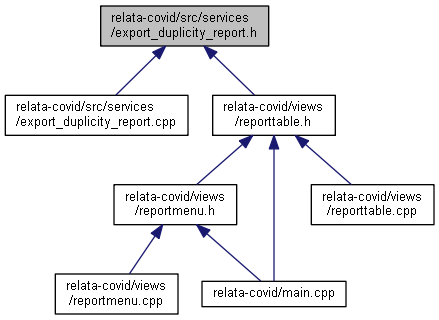 relata-covid/src/services
/export_duplicity_report.h
relata-covid/src/services
/export_duplicity_report.cpp
relata-covid/views
/reporttable.h
relata-covid/views
/reportmenu.h
relata-covid/views
/reporttable.cpp
relata-covid/views
/reportmenu.cpp
relata-covid/main.cpp